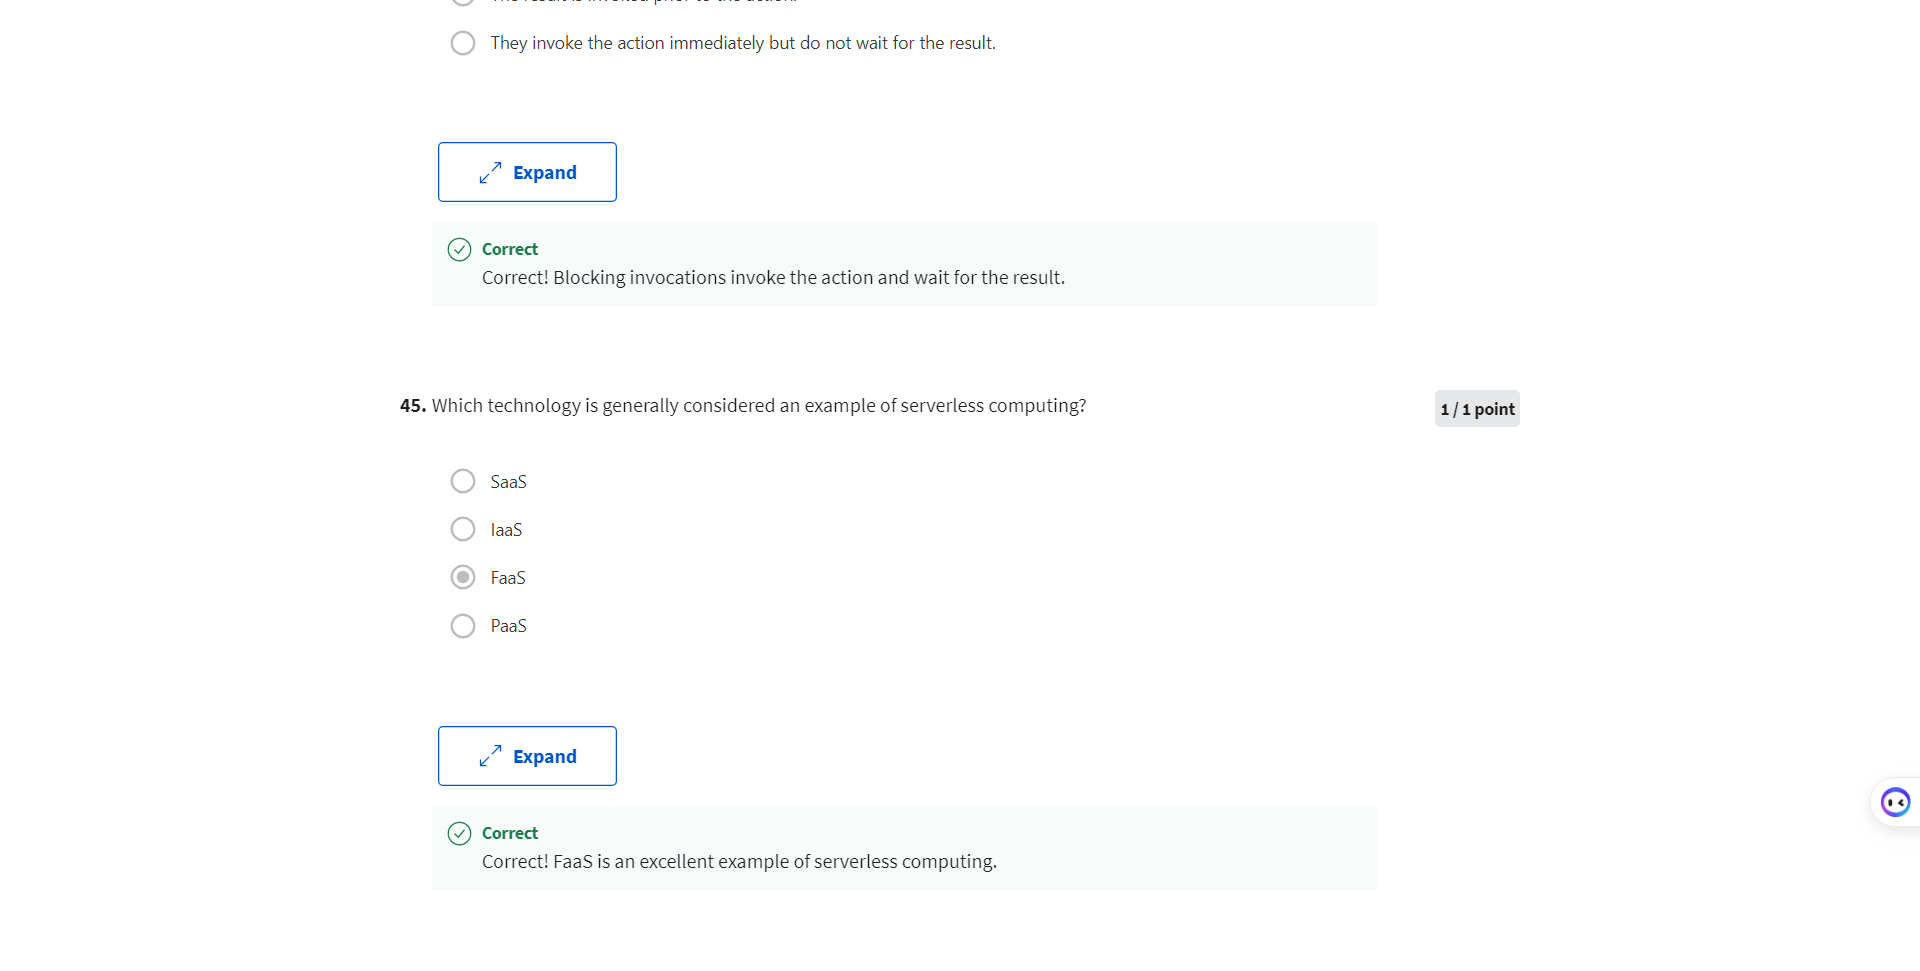 They invoke the action immediately but do not wait for the result.
Expand
Correct
Correct! Blocking invocations invoke the action and wait for the result.
45. Which technology is generally considered an example of serverless computing?
1 / 1 point
SaaS
IaaS
FaaS
PaaS
Expand
Correct
Correct! FaaS is an excellent example of serverless computing.